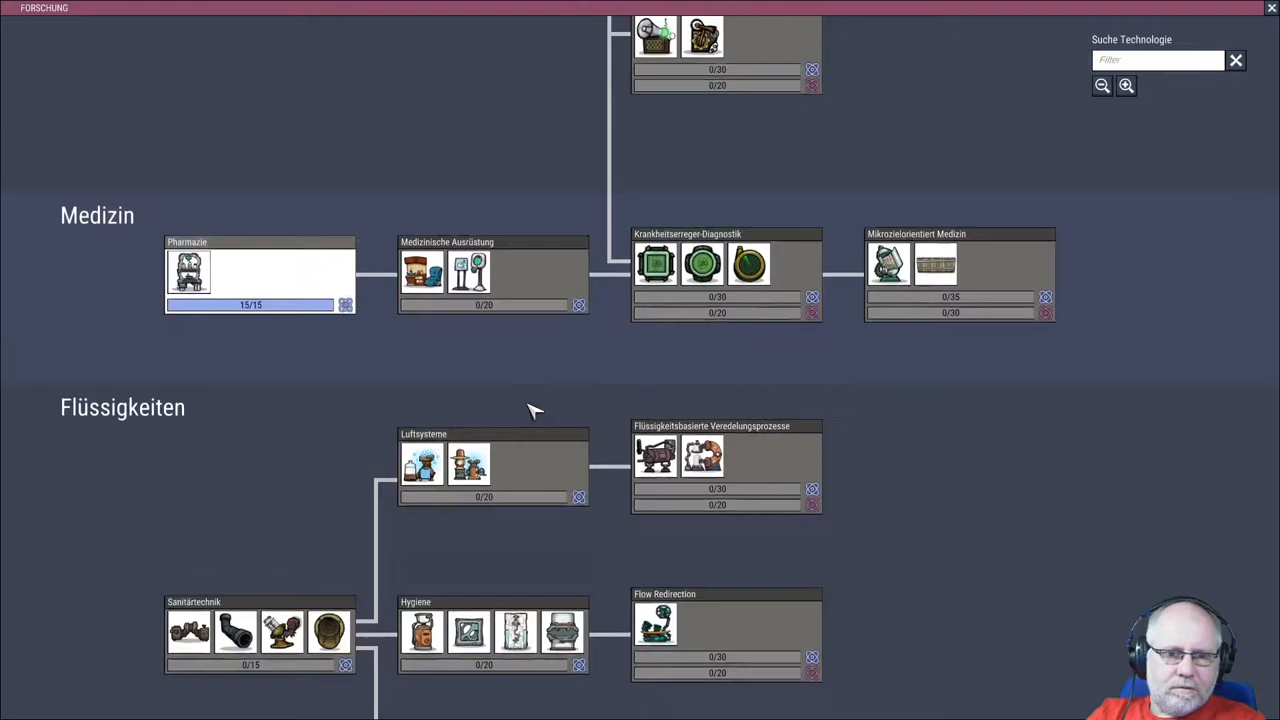 FORSCHUNG
Suche Technologie
Filter
0/30
0/20
Medizin
Pharmazie
15/15
Medizinische Ausrüstung
0/20
Krankheitserreger-Diagnostik
0/30
0/20
Mikrozielorientiert Medizin
0/35
0/30
Flüssigkeiten
Luftsysteme
0/20
Flüssigkeitsbasierte Veredelungsprozesse
0/30
0/20
Sanitärtechnik
0/15
Hygiene
0/20
Flow Redirection
0/30
0/20